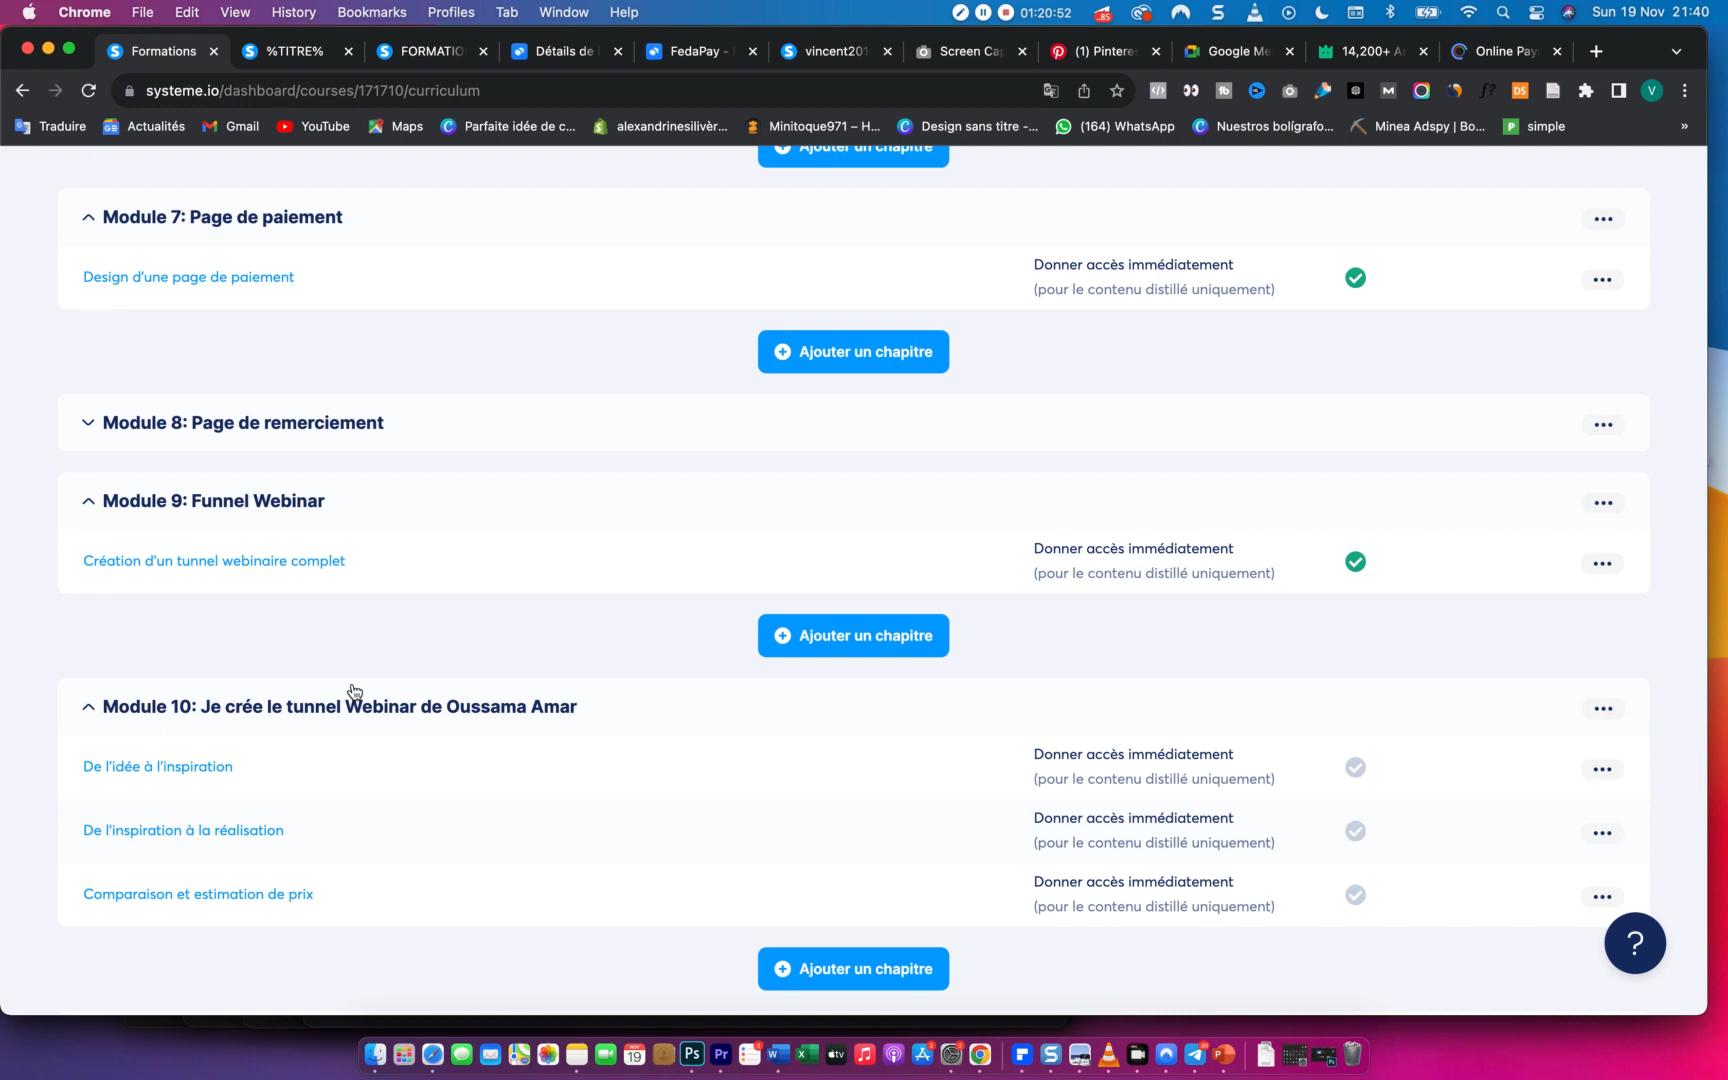 Chrome File Edit View History Bookmarks Profiles Tab Window Help 01:20:52 Sun 19 Nov 21:40
Formations %TITRE% FORMATIO Détails de FedaPay - vincent201 Screen Cap (1) Pinteres Google Me 14,200+ A Online Pay
systeme.io/dashboard/courses/171710/curriculum
Traduire Actualités Gmail YouTube Maps Parfaite idée de c... alexandrinesilivèr... Minitoque971 – H... Design sans titre -... (164) WhatsApp Nuestros bolígrafo... Minea Adspy | Bo... simple »
Ajouter un chapitre
Module 7: Page de paiement
Design d'une page de paiement
Donner accès immédiatement
(pour le contenu distillé uniquement)
Ajouter un chapitre
Module 8: Page de remerciement
Module 9: Funnel Webinar
Création d'un tunnel webinaire complet
Donner accès immédiatement
(pour le contenu distillé uniquement)
Ajouter un chapitre
Module 10: Je crée le tunnel Webinar de Oussama Amar
De l'idée à l'inspiration
Donner accès immédiatement
(pour le contenu distillé uniquement)
De l'inspiration à la réalisation
Donner accès immédiatement
(pour le contenu distillé uniquement)
Comparaison et estimation de prix
Donner accès immédiatement
(pour le contenu distillé uniquement)
?
Ajouter un chapitre